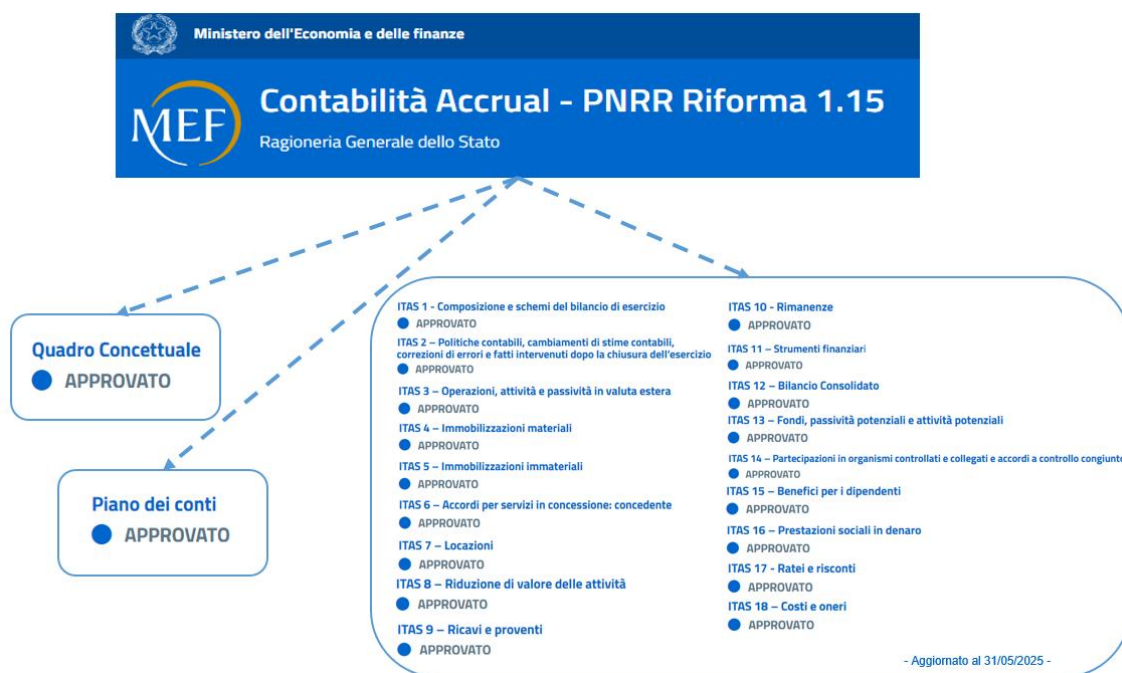 Ministero dell'Economia e delle finanze
MEF
Contabilità Accrual - PNRR Riforma 1.15
Ragioneria Generale dello Stato
Quadro Concettuale
APPROVATO
Piano dei conti
APPROVATO
ITAS 1 - Composizione e schemi del bilancio di esercizio
APPROVATO
ITAS 2 – Politiche contabili, cambiamenti di stime contabili,
correzioni di errori e fatti intervenuti dopo la chiusura dell'esercizio
APPROVATO
ITAS 3 – Operazioni, attività e passività in valuta estera
APPROVATO
ITAS 4 – Immobilizzazioni materiali
APPROVATO
ITAS 5 – Immobilizzazioni immateriali
APPROVATO
ITAS 6 – Accordi per servizi in concessione: concedente
APPROVATO
ITAS 7 – Locazioni
APPROVATO
ITAS 8 – Riduzione di valore delle attività
APPROVATO
ITAS 9 – Ricavi e proventi
APPROVATO
ITAS 10 - Rimanenze
APPROVATO
ITAS 11 – Strumenti finanziari
APPROVATO
ITAS 12 – Bilancio Consolidato
APPROVATO
ITAS 13 – Fondi, passività potenziali e attività potenziali
APPROVATO
ITAS 14 – Partecipazioni in organismi controllati e collegati e accordi a controllo congiunto
APPROVATO
ITAS 15 – Benefici per i dipendenti
APPROVATO
ITAS 16 – Prestazioni sociali in denaro
APPROVATO
ITAS 17 - Ratei e risconti
APPROVATO
ITAS 18 – Costi e oneri
APPROVATO
- Aggiornato al 31/05/2025 -